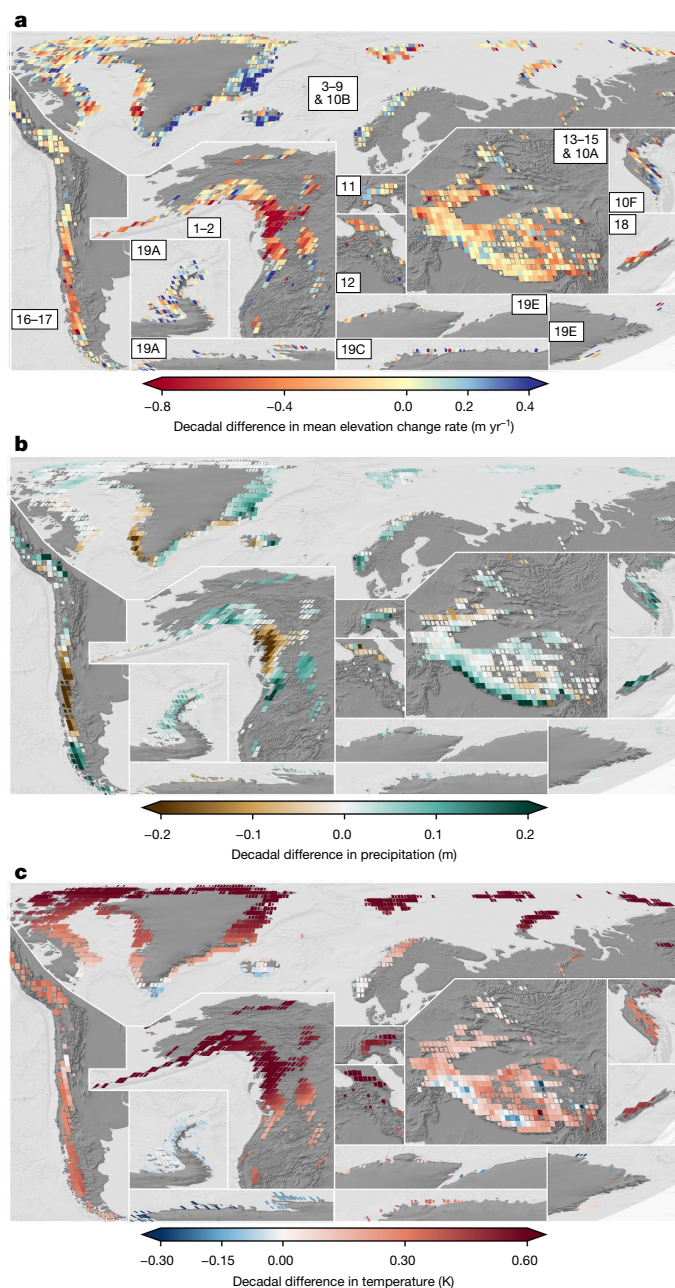 a
3–9
& 10B
13–15
& 10A
11
10F
1–2
18
19A
12
16–17
19E
19E
19A
19C
−0.8
−0.4
0.0
0.2
0.4
Decadal difference in mean elevation change rate (m yr⁻¹)
b
−0.2
−0.1
0.0
0.1
0.2
Decadal difference in precipitation (m)
c
−0.30
-0.15
0.00
0.30
0.60
Decadal difference in temperature (K)